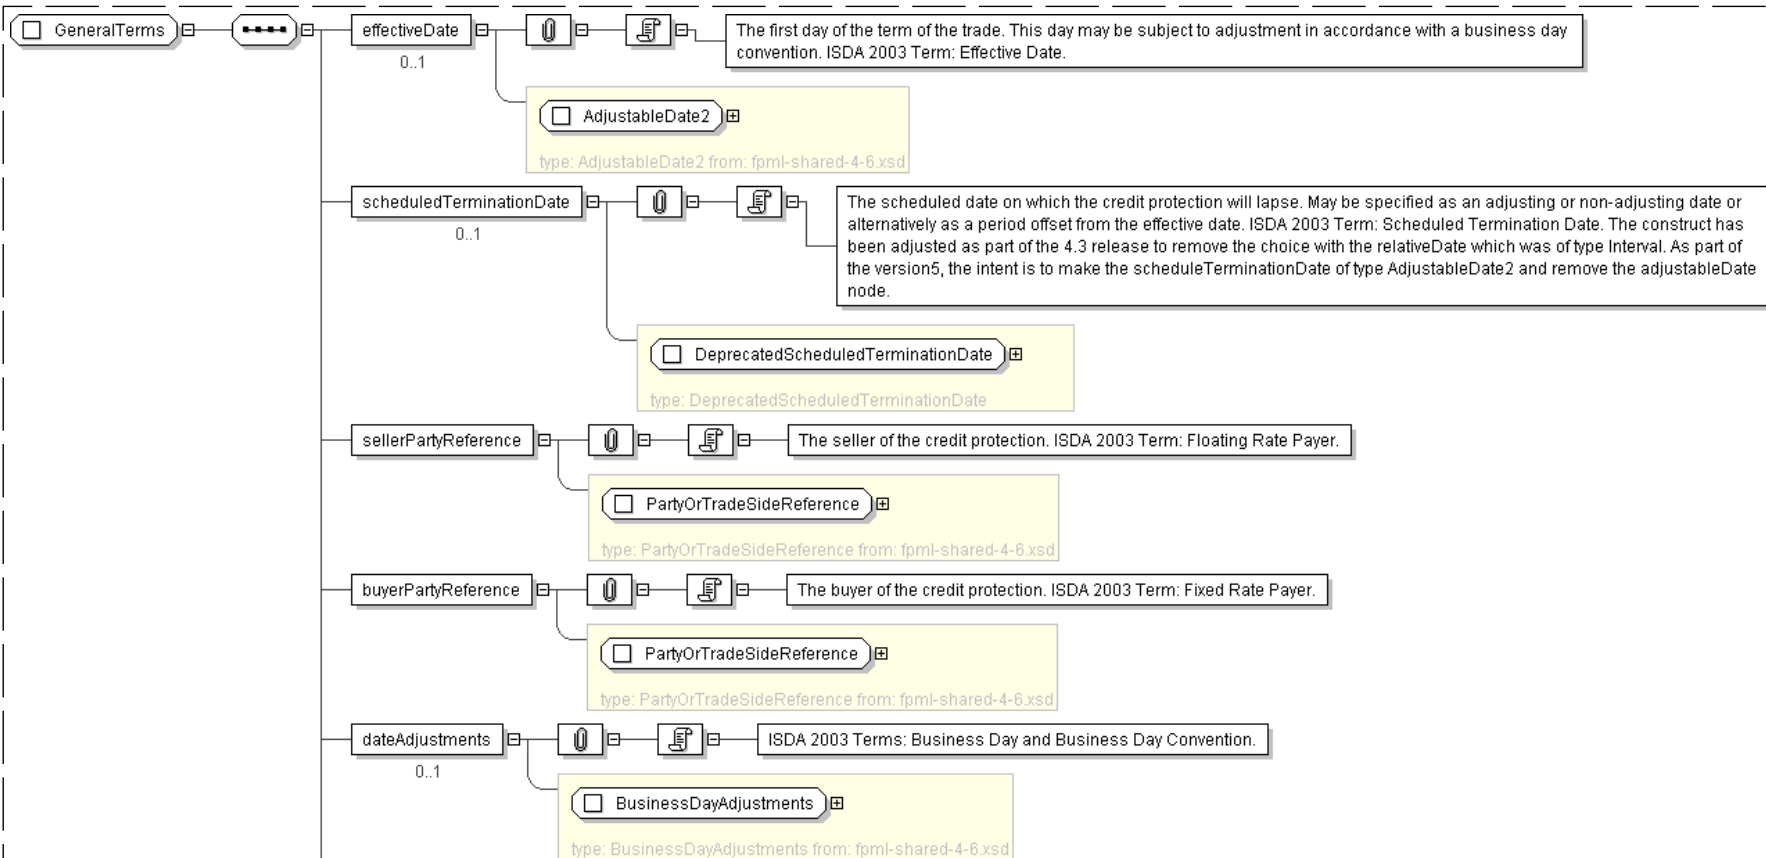 GeneralTerms
effectiveDate
0..1
The first day of the term of the trade. This day may be subject to adjustment in accordance with a business day
convention. ISDA 2003 Term: Effective Date.
AdjustableDate2
type: AdjustableDate2 from: fpml-shared-4-6.xsd
scheduledTerminationDate
0..1
The scheduled date on which the credit protection will lapse. May be specified as an adjusting or non-adjusting date or
alternatively as a period offset from the effective date. ISDA 2003 Term: Scheduled Termination Date. The construct has
been adjusted as part of the 4.3 release to remove the choice with the relativeDate which was of type Interval. As part of
the version5, the intent is to make the scheduleTerminationDate of type AdjustableDate2 and remove the adjustableDate
node.
DeprecatedScheduledTerminationDate
type: DeprecatedScheduledTerminationDate
sellerPartyReference
The seller of the credit protection. ISDA 2003 Term: Floating Rate Payer.
PartyOrTradeSideReference
type: PartyOrTradeSideReference from: fpml-shared-4-6.xsd
buyerPartyReference
The buyer of the credit protection. ISDA 2003 Term: Fixed Rate Payer.
PartyOrTradeSideReference
type: PartyOrTradeSideReference from: fpml-shared-4-6.xsd
dateAdjustments
0..1
ISDA 2003 Terms: Business Day and Business Day Convention.
BusinessDayAdjustments
type: BusinessDayAdjustments from: fpml-shared-4-6.xsd